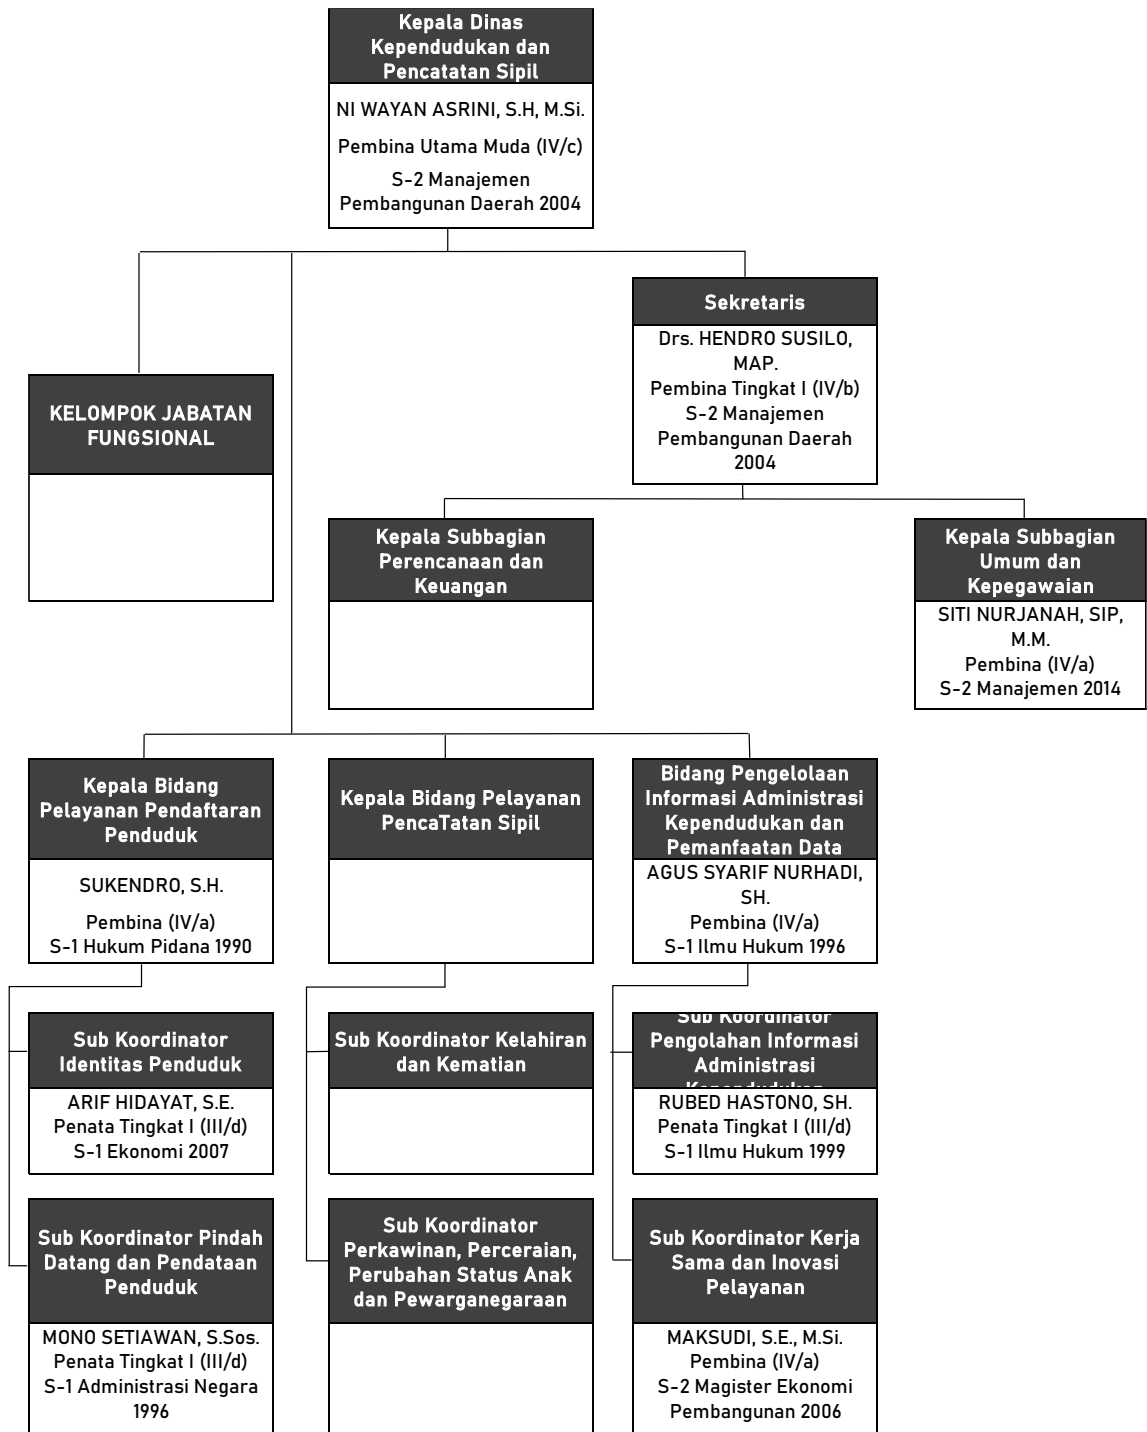 Kepala Dinas
Kependudukan dan
Pencatatan Sipil
NI WAYAN ASRINI, S.H, M.Si.
Pembina Utama Muda (IV/c)
S-2 Manajemen
Pembangunan Daerah 2004
Sekretaris
Drs. HENDRO SUSILO,
MAP.
Pembina Tingkat I (IV/b)
S-2 Manajemen
Pembangunan Daerah
2004
KELOMPOK JABATAN
FUNGSIONAL
Kepala Subbagian
Perencanaan dan
Keuangan
Kepala Subbagian
Umum dan
Kepegawaian
SITI NURJANAH, SIP,
M.M.
Pembina (IV/a)
S-2 Manajemen 2014
Kepala Bidang
Pelayanan Pendaftaran
Penduduk
SUKENDRO, S.H.
Pembina (IV/a)
S-1 Hukum Pidana 1990
Kepala Bidang Pelayanan
PencaTatan Sipil
Bidang Pengelolaan
Informasi Administrasi
Kependudukan dan
Pemanfaatan Data
AGUS SYARIF NURHADI,
SH.
Pembina (IV/a)
S-1 Ilmu Hukum 1996
Sub Koordinator
Identitas Penduduk
ARIF HIDAYAT, S.E.
Penata Tingkat I (III/d)
S-1 Ekonomi 2007
Sub Koordinator Kelahiran
dan Kematian
Sub Koordinator
Pengolahan Informasi
Administrasi
Kependudukan
RUBED HASTONO, SH.
Penata Tingkat I (III/d)
S-1 Ilmu Hukum 1999
Sub Koordinator Pindah
Datang dan Pendataan
Penduduk
MONO SETIAWAN, S.Sos.
Penata Tingkat I (III/d)
S-1 Administrasi Negara
1996
Sub Koordinator
Perkawinan, Perceraian,
Perubahan Status Anak
dan Pewarganegaraan
Sub Koordinator Kerja
Sama dan Inovasi
Pelayanan
MAKSUDI, S.E., M.Si.
Pembina (IV/a)
S-2 Magister Ekonomi
Pembangunan 2006